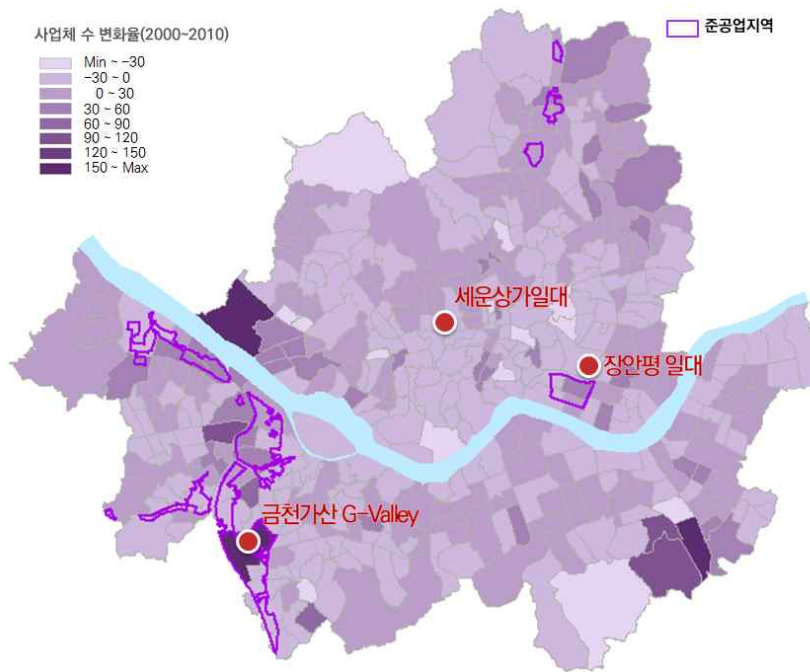 사업체 수 변화율(2000~2010)
Min ~ -30
-30 ~ 0
0 ~ 30
30 ~ 60
60 ~ 90
90 ~ 120
120 ~ 150
150 ~ Max
준공업지역
세운상가일대
장안평 일대
금천가산 G-Valley